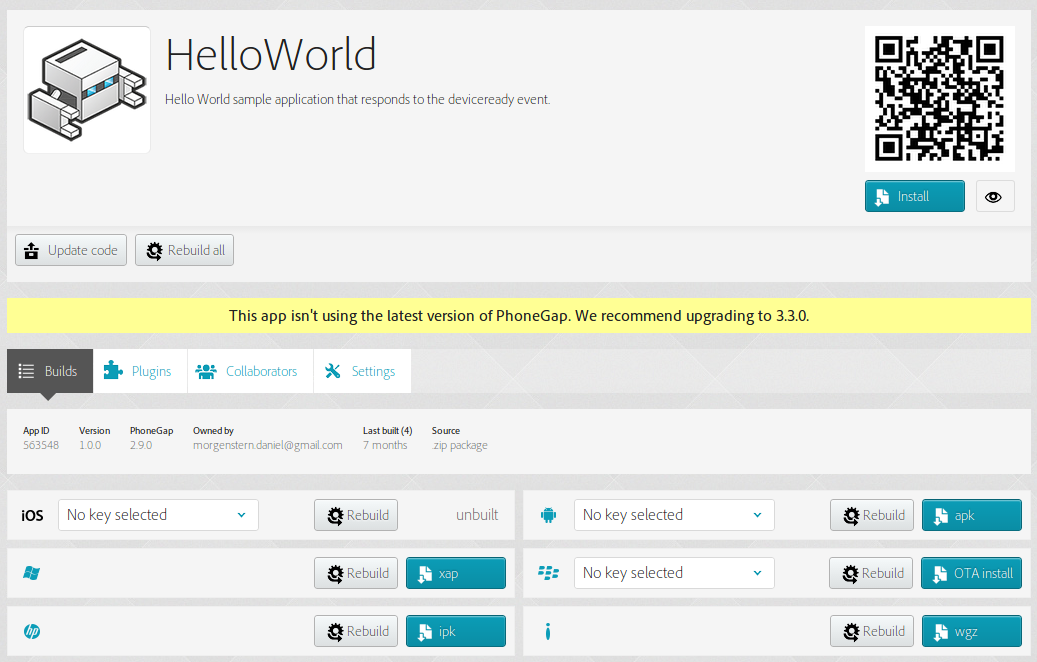 HelloWorld
Hello World sample application that responds to the deviceready event.
Install
Update code
Rebuild all
This app isn't using the latest version of PhoneGap. We recommend upgrading to 3.3.0.
Builds
Plugins
Collaborators
Settings
App ID Version PhoneGap Owned by Last built (4) Source
563548 1.0.0 2.9.0 morgenstern.daniel@gmail.com 7 months .zip package
iOS No key selected Rebuild unbuilt
No key selected Rebuild apk
Rebuild xap
No key selected Rebuild OTA install
hp Rebuild ipk
Rebuild wgz